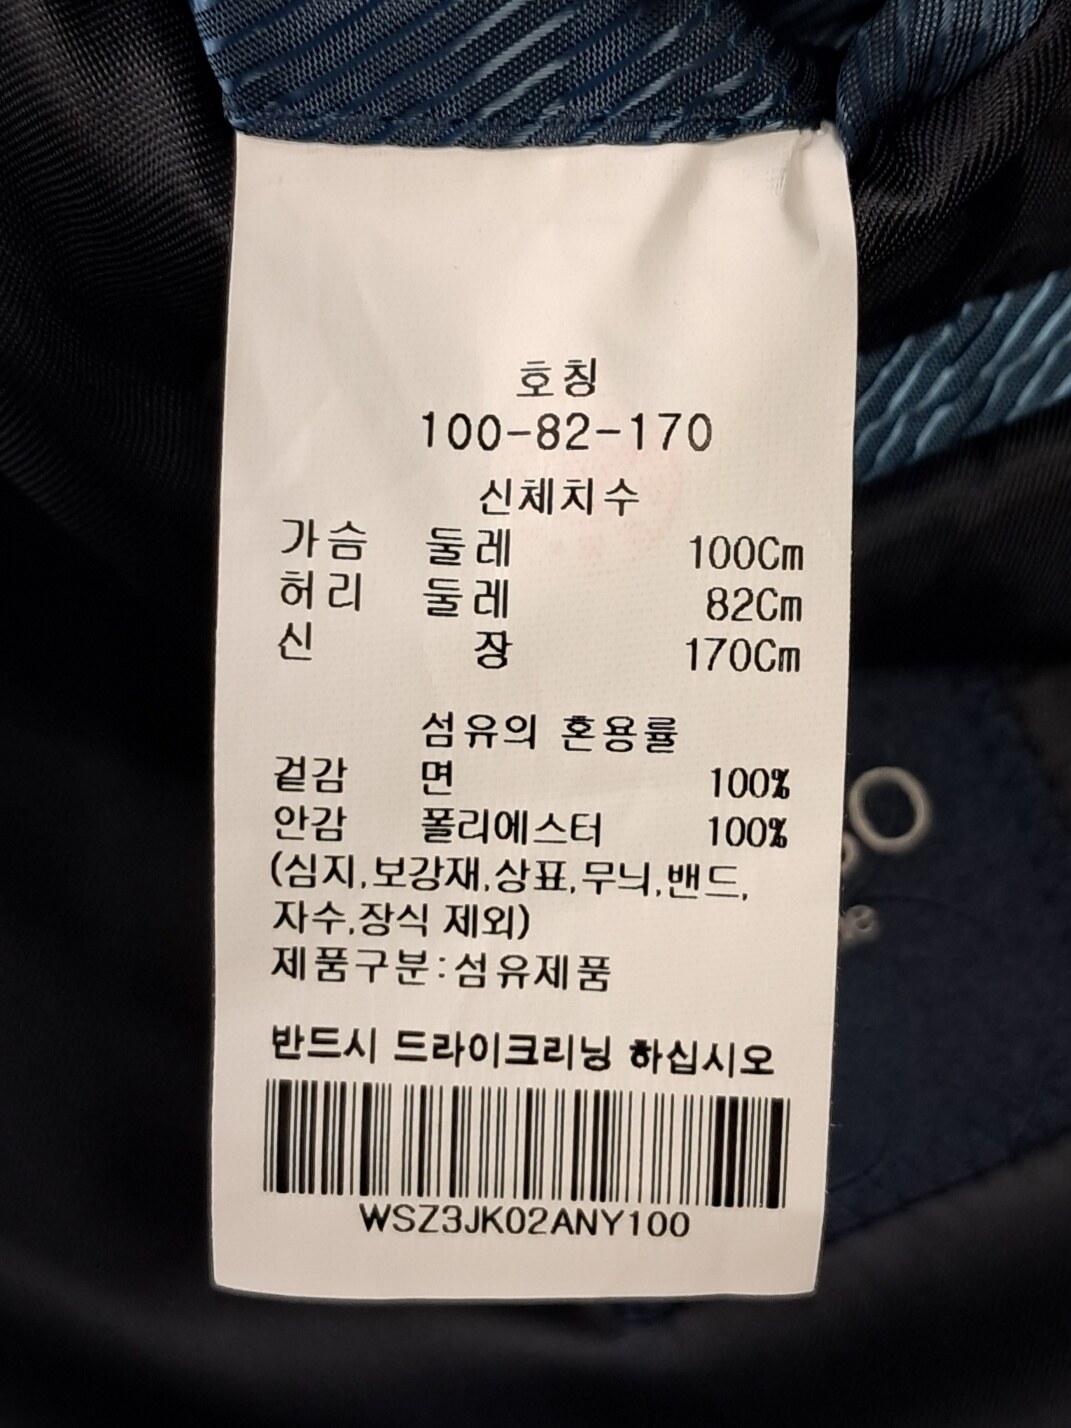 호칭
100-82-170
신체치수
가슴 둘레 100Cm
허리 둘레 82Cm
신 장 170Cm
섬유의 혼용률
겉감 면 100%
안감 폴리에스터 100%
(심지,보강재,상표,무늬,밴드,
자수,장식 제외)
제품구분:섬유제품
반드시 드라이크리닝 하십시오
WSZ3JK02ANY100